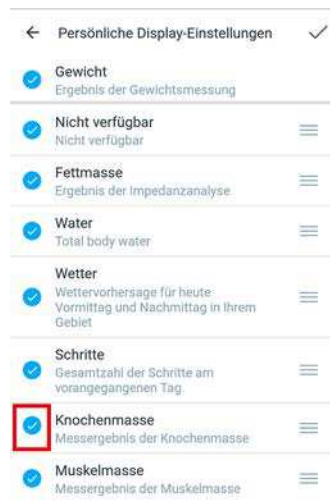 Persönliche Display-Einstellungen
Gewicht
Ergebnis der Gewichtsmessung
Nicht verfügbar
Nicht verfügbar
Fettmasse
Ergebnis der Impedanzanalyse
Water
Total body water
Wetter
Wettervorhersage für heute
Vormittag und Nachmittag in Ihrem
Gebiet
Schritte
Gesamtzahl der Schritte am
vorangegangenen Tag
Knochenmasse
Messergebnis der Knochenmasse
Muskelmasse
Messergebnis der Muskelmasse